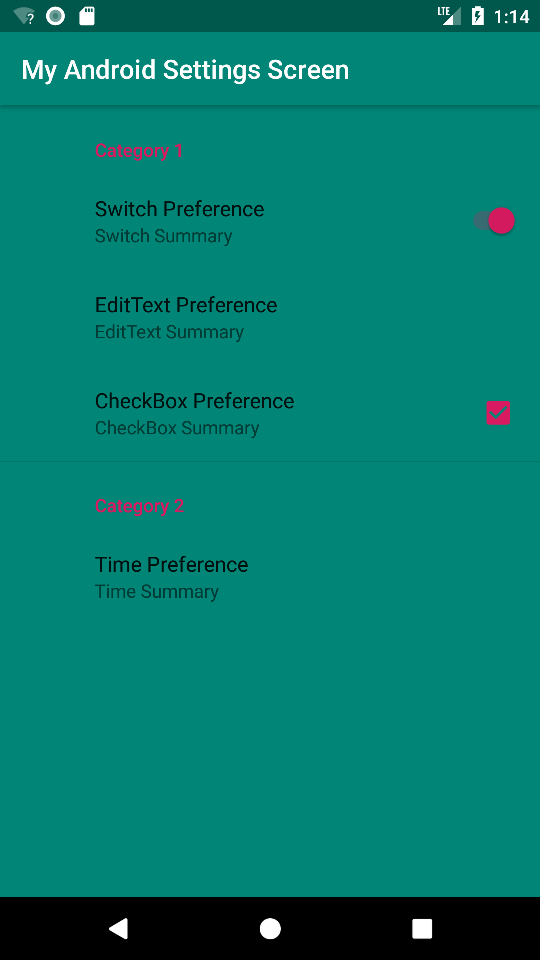 LTE 1:14
My Android Settings Screen
Category 1
Switch Preference
Switch Summary
EditText Preference
EditText Summary
CheckBox Preference
CheckBox Summary
Category 2
Time Preference
Time Summary